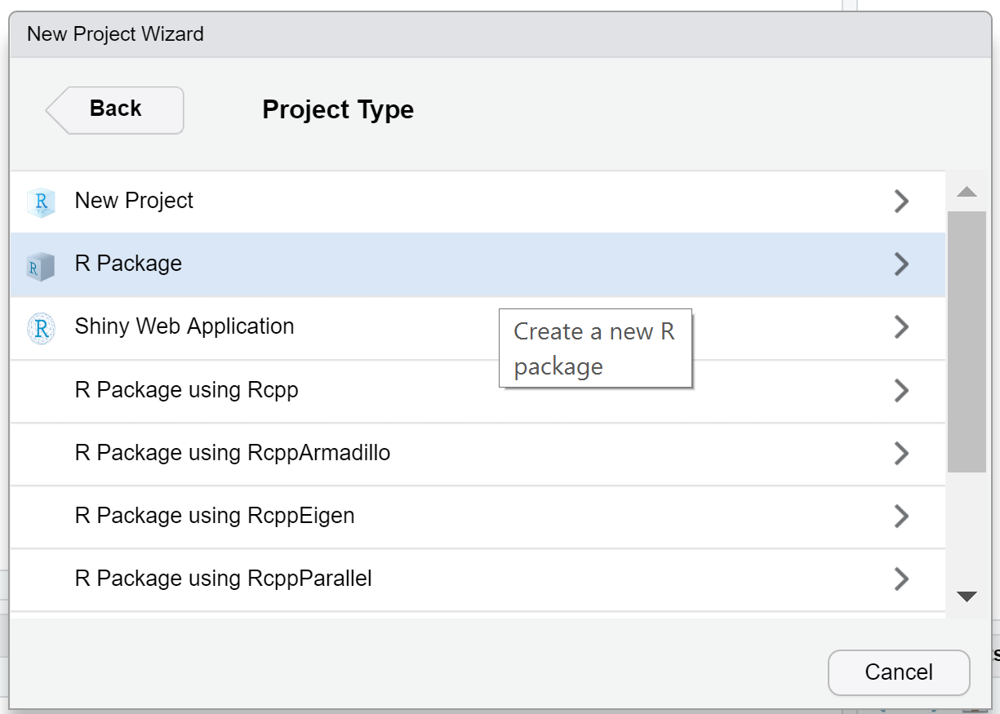 New Project Wizard
Back
Project Type
R
New Project
R
R Package
R
Shiny Web Application
Create a new R
package
R Package using Rcpp
R Package using RcppArmadillo
R Package using RcppEigen
R Package using RcppParallel
Cancel